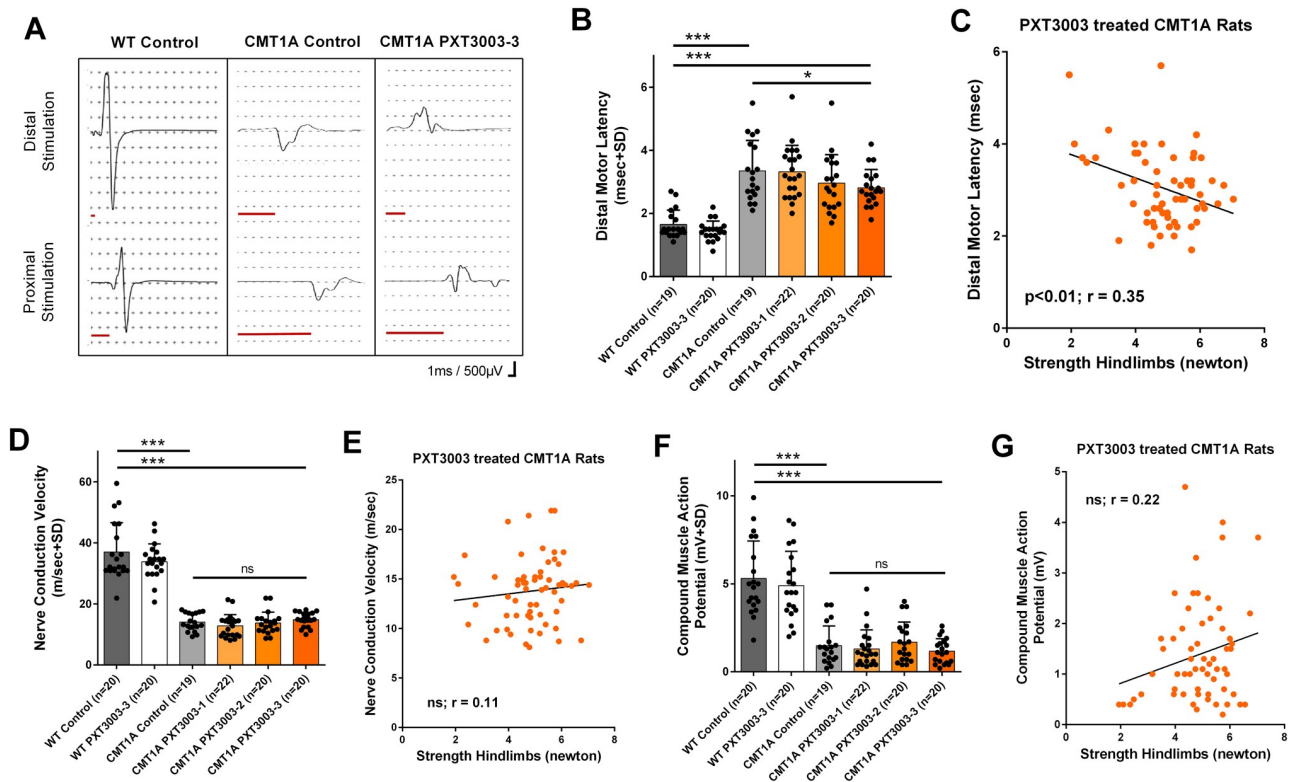 A
WT Control
CMT1A Control
CMT1A PXT3003-3
Distal
Stimulation
Proximal
Stimulation
1ms / 500µV
B
***
***
*
Distal Motor Latency
(msec+SD)
6
4
2
0
WT Control (n=19)
WT PXT3003-3 (n=20)
CMT1A Control (n=19)
CMT1A PXT3003-1 (n=22)
CMT1A PXT3003-2 (n=20)
CMT1A PXT3003-3 (n=20)
C
PXT3003 treated CMT1A Rats
Distal Motor Latency (msec)
6
4
2
0
p<0.01; r = 0.35
0 2 4 6 8
Strength Hindlimbs (newton)
D
***
***
ns
Nerve Conduction Velocity
(m/sec+SD)
60
40
20
0
WT Control (n=20)
WT PXT3003-3 (n=20)
CMT1A Control (n=19)
CMT1A PXT3003-1 (n=22)
CMT1A PXT3003-2 (n=20)
CMT1A PXT3003-3 (n=20)
E
PXT3003 treated CMT1A Rats
Nerve Conduction Velocity (m/sec)
25
20
15
10
5
0
ns; r = 0.11
0 2 4 6 8
Strength Hindlimbs (newton)
F
***
***
ns
Compound Muscle Action
Potential (mV+SD)
10
5
0
WT Control (n=20)
WT PXT3003-3 (n=20)
CMT1A Control (n=19)
CMT1A PXT3003-1 (n=22)
CMT1A PXT3003-2 (n=20)
CMT1A PXT3003-3 (n=20)
G
PXT3003 treated CMT1A Rats
Compound Muscle Action
Potential (mV)
5
4
3
2
1
0
ns; r = 0.22
0 2 4 6 8
Strength Hindlimbs (newton)